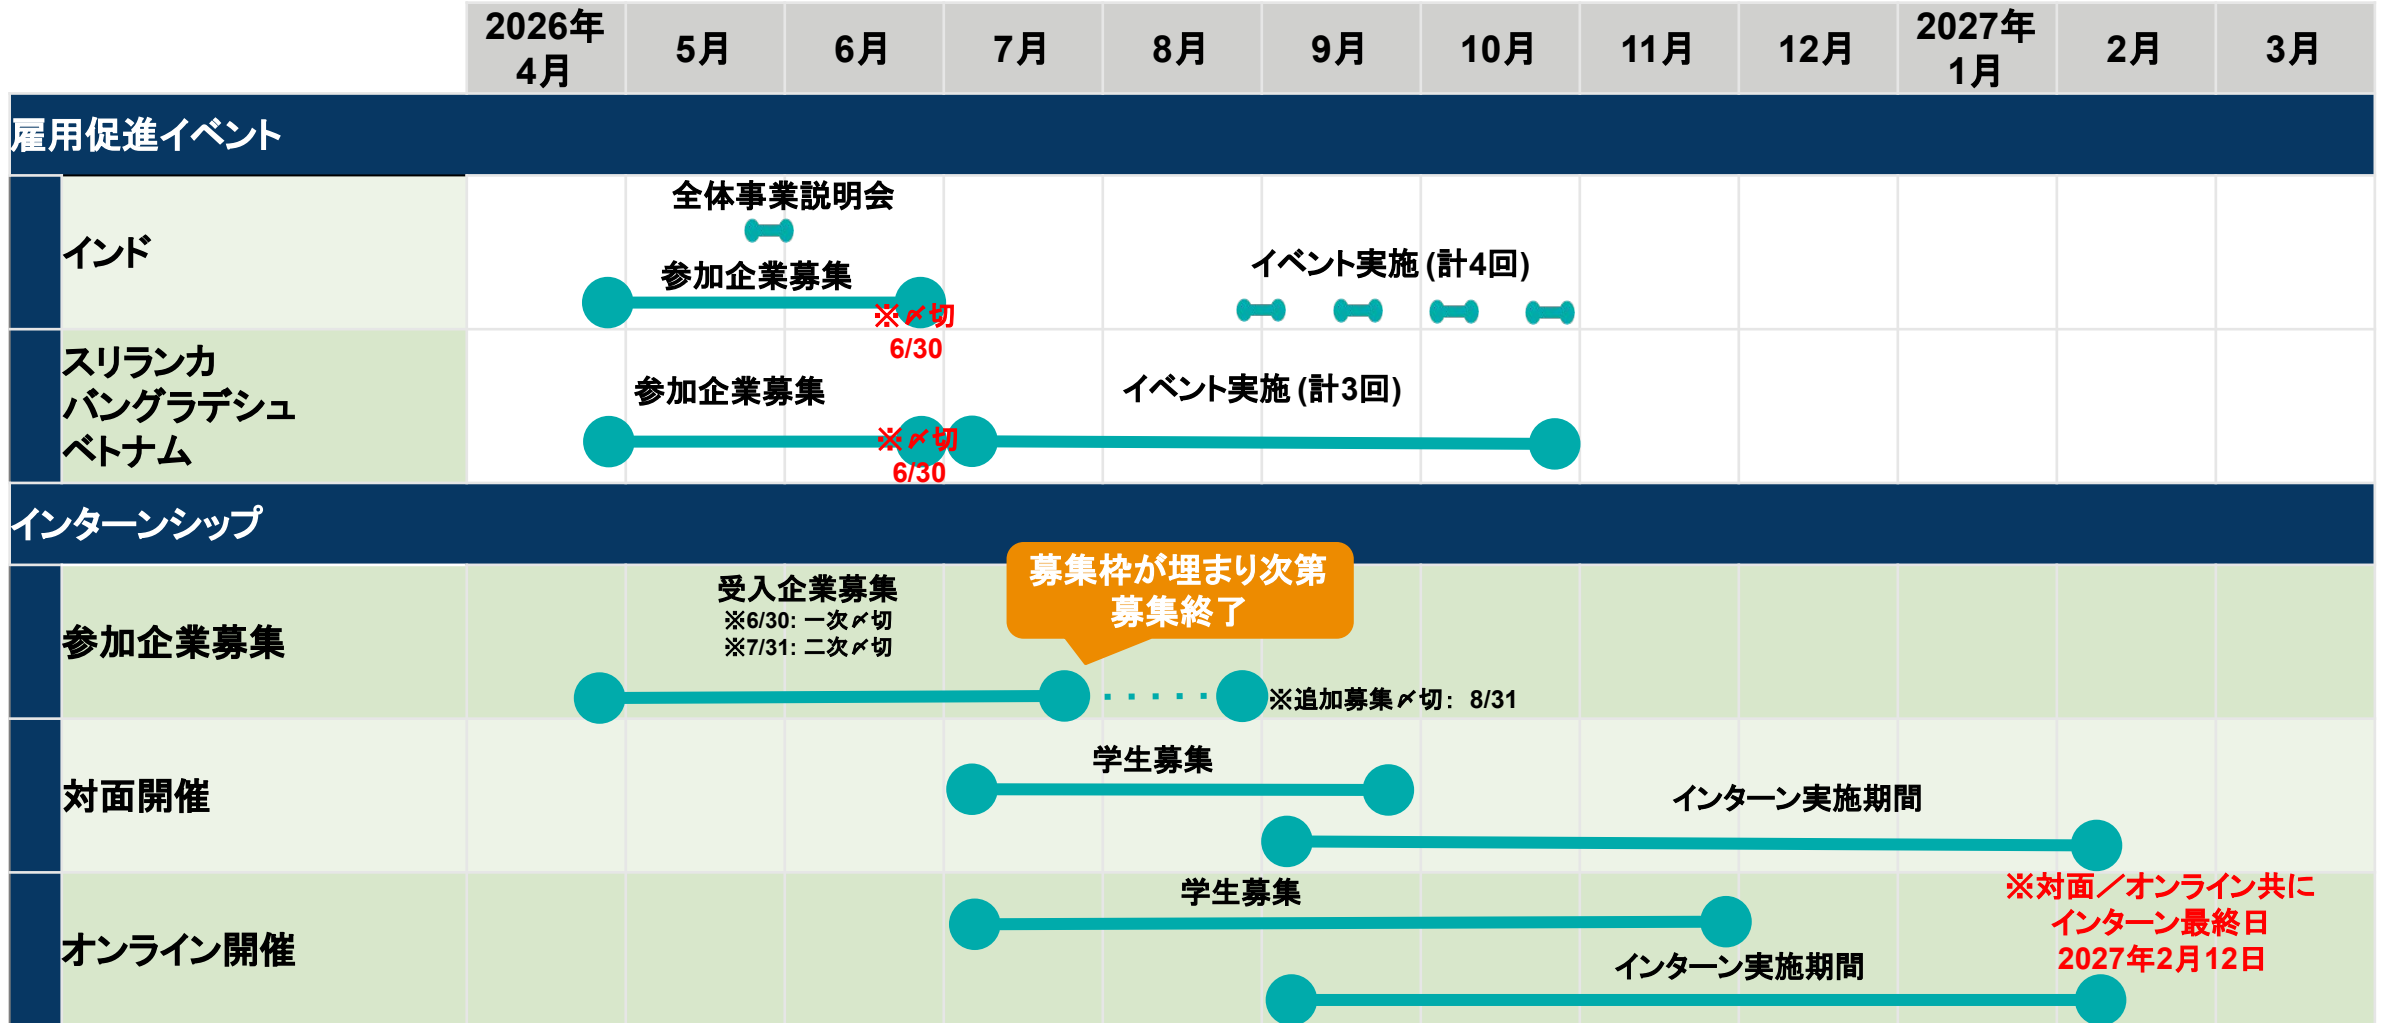 2026年
4月
5月
6月
7月
8月
9月
10月
11月
12月
2027年
1月
2月
3月
雇用促進イベント
インド
全体事業説明会
参加企業募集
※〆切
6/30
イベント実施 (計4回)
スリランカ
バングラデシュ
ベトナム
参加企業募集
※〆切
6/30
イベント実施 (計3回)
インターンシップ
参加企業募集
受入企業募集
※6/30: 一次〆切
※7/31: 二次〆切
募集枠が埋まり次第
募集終了
※追加募集〆切： 8/31
対面開催
学生募集
インターン実施期間
オンライン開催
学生募集
インターン実施期間
※対面／オンライン共に
インターン最終日
2027年2月12日